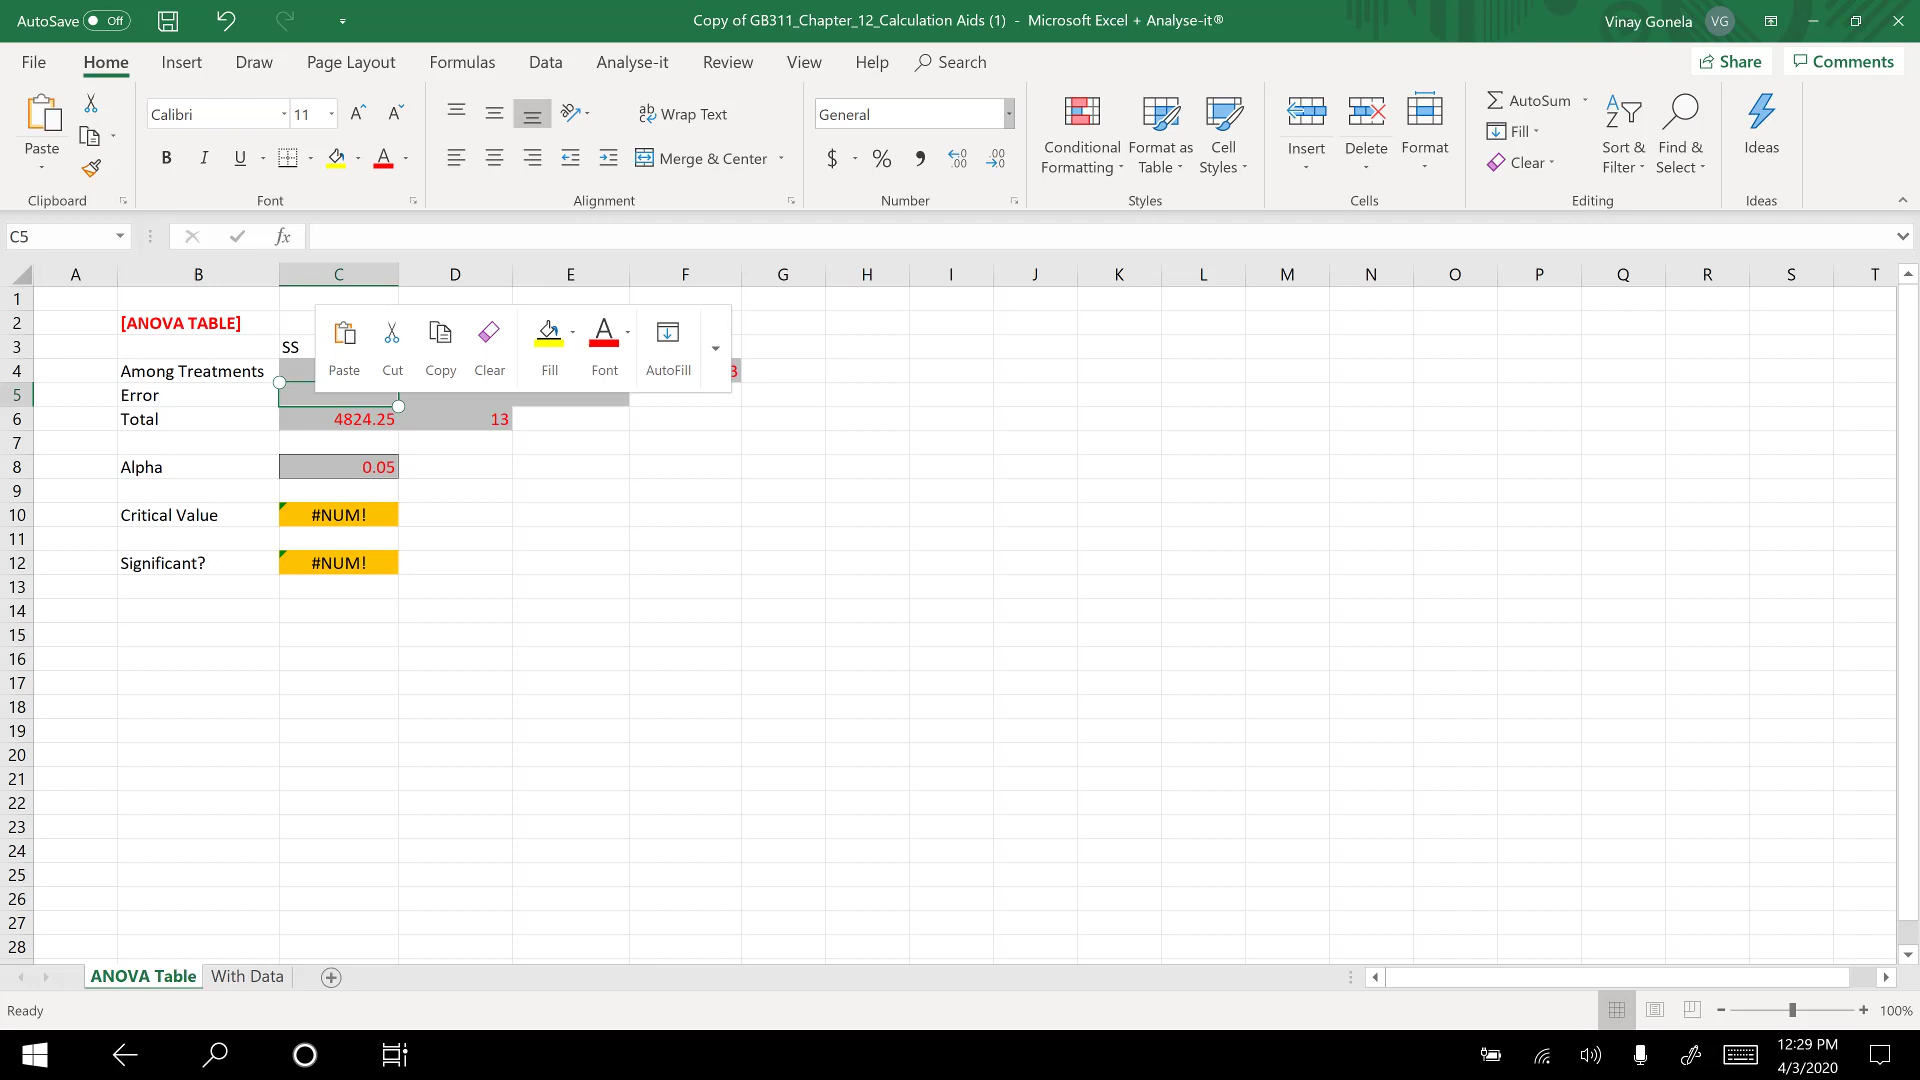 AutoSave Off Copy of GB311_Chapter_12_Calculation Aids (1) - Microsoft Excel + Analyse-it® Vinay Gonela VG
File Home Insert Draw Page Layout Formulas Data Analyse-it Review View Help Search Share Comments
Paste
Clipboard
Calibri 11
B I U
Font
Wrap Text
Merge & Center
Alignment
General
$ % 9
Number
Conditional Formatting
Format as Table
Cell Styles
Styles
Insert Delete Format
Cells
AutoSum
Fill
Clear
Sort & Filter
Find & Select
Editing
Ideas
Ideas
C5 fx
A B C D E F G H I J K L M N O P Q R S T
1
2 [ANOVA TABLE]
3 SS
4 Among Treatments 3
5 Error
6 Total 4824.25 13
7
8 Alpha 0.05
9
10 Critical Value #NUM!
11
12 Significant? #NUM!
13
14
15
16
17
18
19
20
21
22
23
24
25
26
27
28
Paste Cut Copy Clear Fill Font AutoFill
ANOVA Table With Data
Ready 100%
12:29 PM
4/3/2020